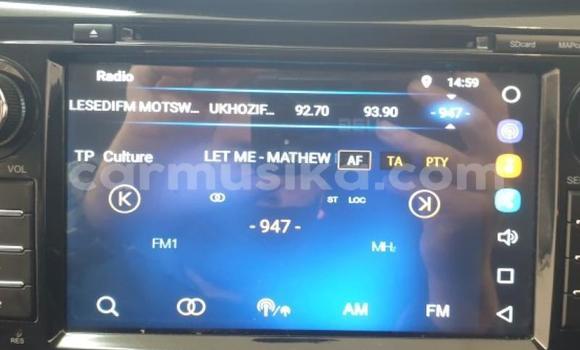 SDcard MAPc
Radio 14:59
LESEDIFM MOTSW... UKHOZIF... 92.70 93.90 - 947 -
TP Culture LET ME - MATHEW AF TA PTY
VOL
carmusika.com
ST LOC
- 947 -
FM1 MHz
AM FM
RES